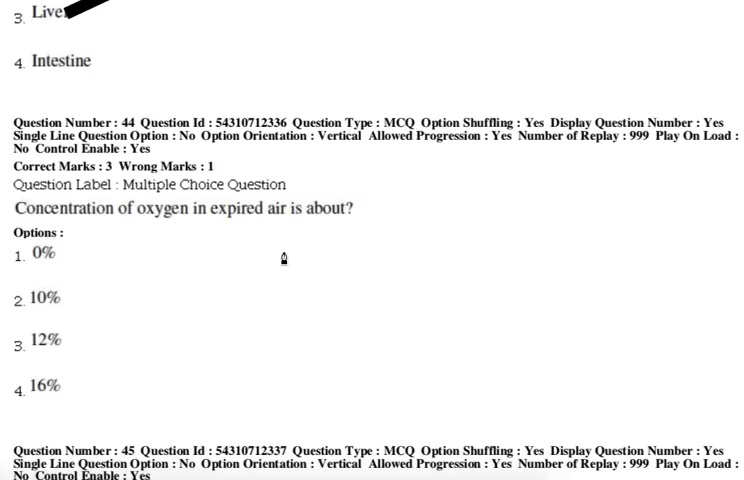 3. Liver
4. Intestine
Question Number : 44 Question Id : 54310712336 Question Type : MCQ Option Shuffling : Yes Display Question Number : Yes
Single Line Question Option : No Option Orientation : Vertical Allowed Progression : Yes Number of Replay : 999 Play On Load :
No Control Enable : Yes
Correct Marks : 3 Wrong Marks : 1
Question Label : Multiple Choice Question
Concentration of oxygen in expired air is about?
Options :
1. 0%
2. 10%
3. 12%
4. 16%
Question Number : 45 Question Id : 54310712337 Question Type : MCQ Option Shuffling : Yes Display Question Number : Yes
Single Line Question Option : No Option Orientation : Vertical Allowed Progression : Yes Number of Replay : 999 Play On Load :
No Control Enable : Yes